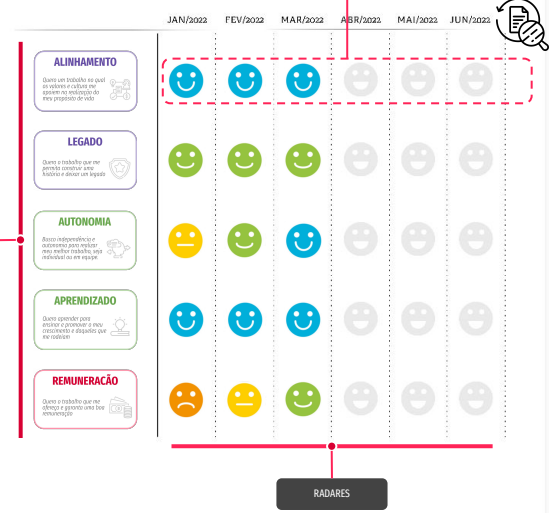 JAN/2022 FEV/2022 MAR/2022 ABR/2022 MAI/2022 JUN/2022
ALINHAMENTO
Quero um trabalho no qual
os valores e cultura me
apoiem na realização do
meu propósito de vida
LEGADO
Quero o trabalho que me
permita construir uma
história e deixar um legado
AUTONOMIA
Busco independência e
autonomia para realizar
meu melhor trabalho, seja
individual ou em equipe
APRENDIZADO
Quero aprender para
ensinar e promover o meu
crescimento e daqueles que
me rodeiam
REMUNERAÇÃO
Quero o trabalho que me
ofereça e garanta uma boa
remuneração
RADARES